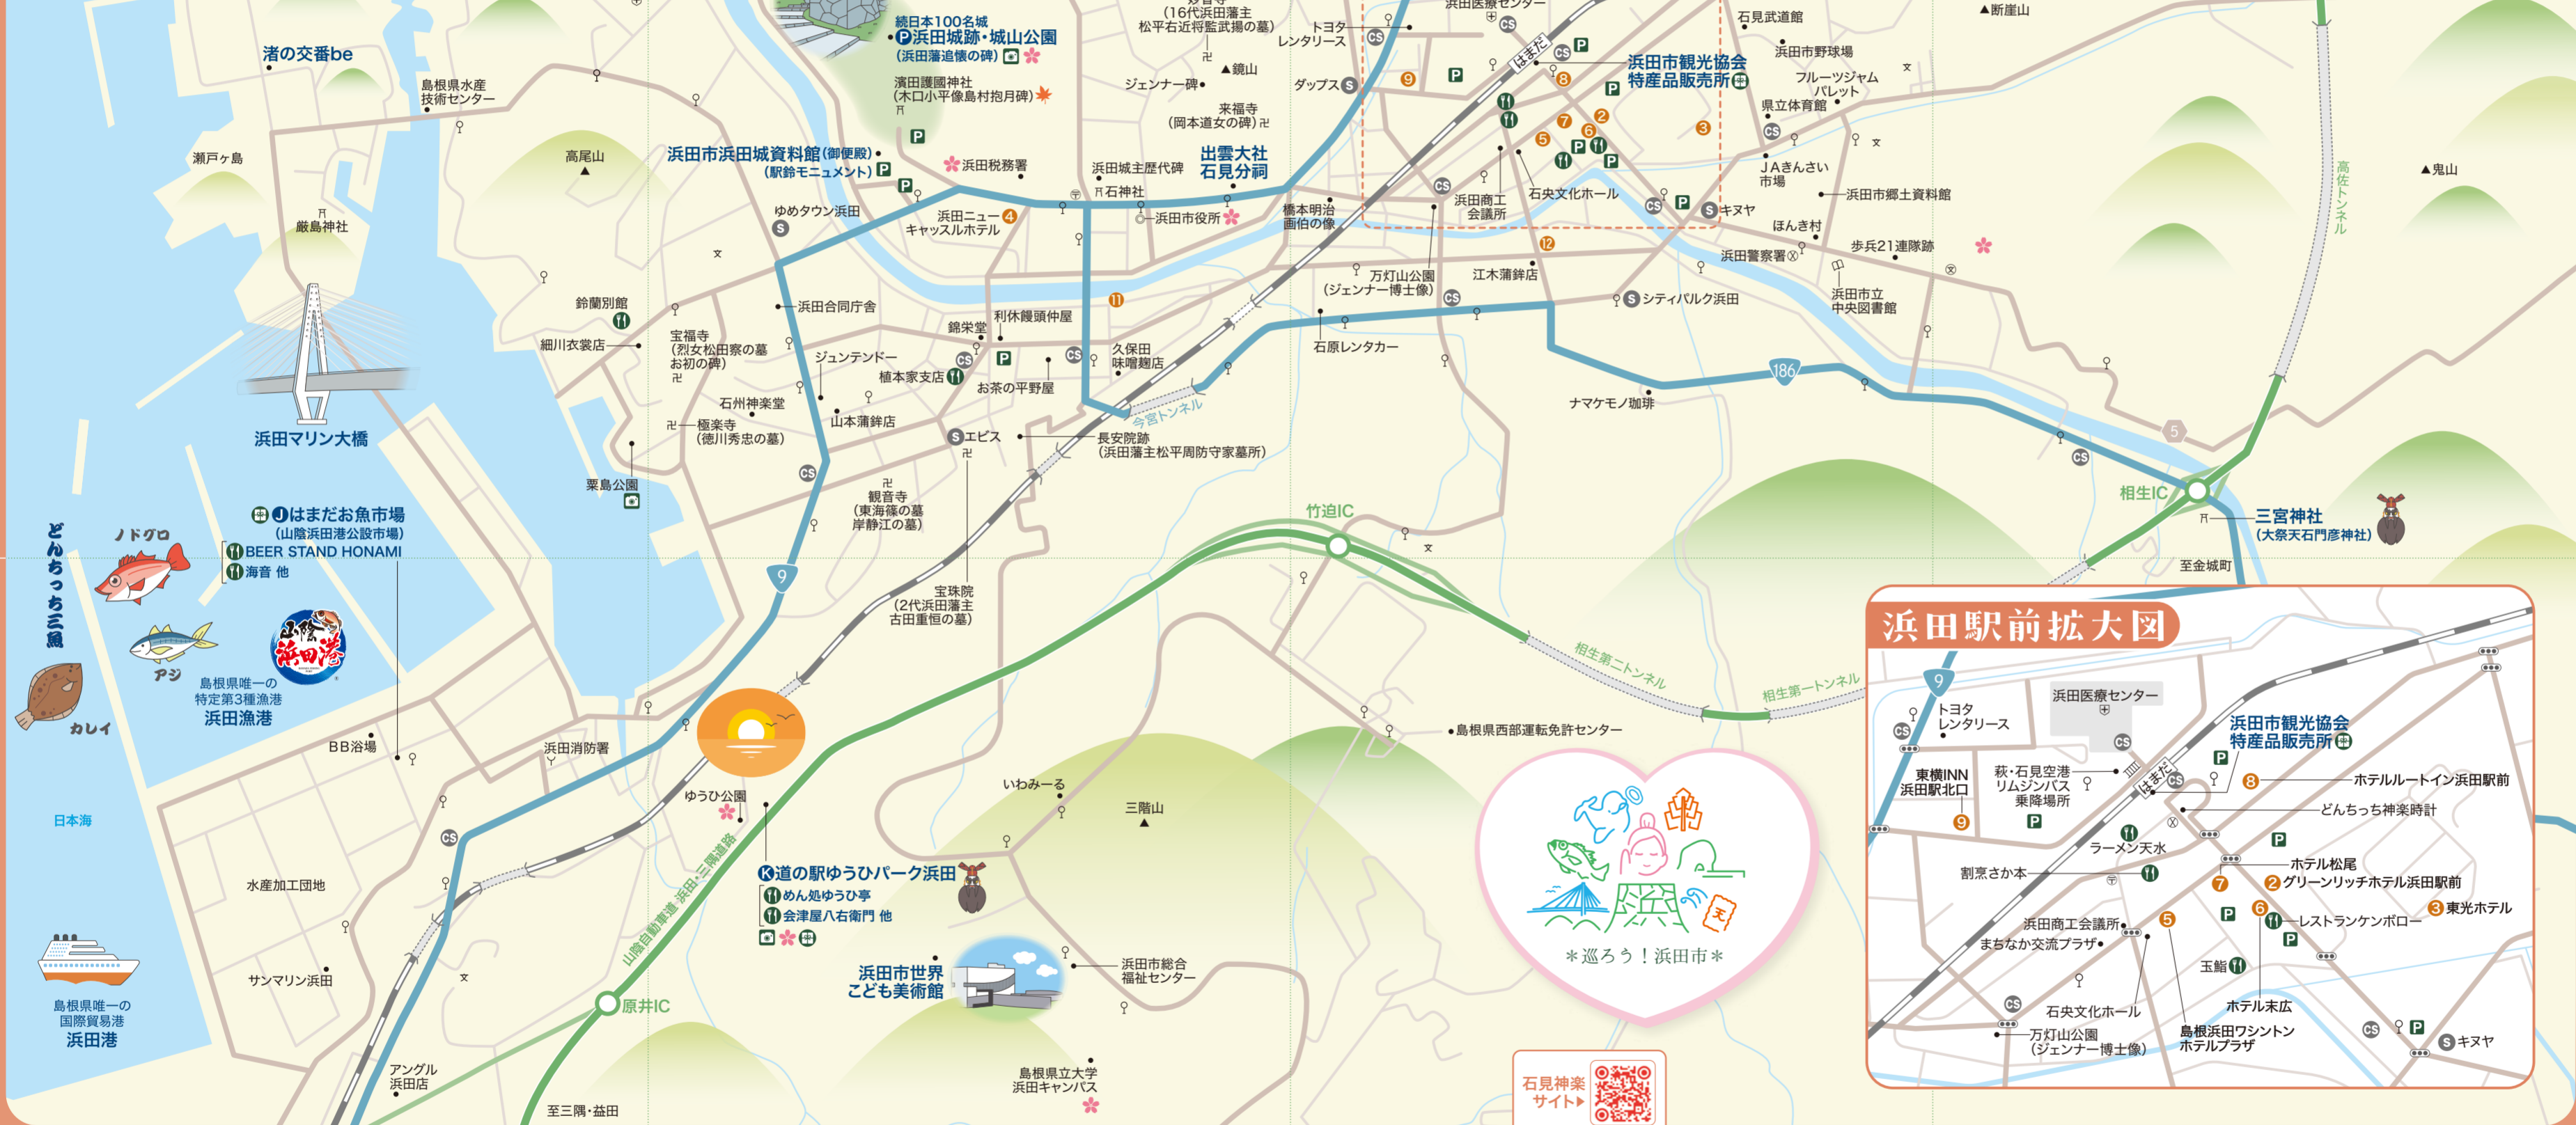 渚の交番be
島根県水産
技術センター
瀬戸ヶ島
厳島神社
高尾山
続日本100名城
P浜田城跡・城山公園
(浜田藩追懐の碑)
濱田護國神社
(木口小平像島村抱月碑)
(16代浜田藩主
松平右近将監武揚の墓)
鏡山
ジェンナー碑
来福寺
(岡本道女の碑)
浜田市浜田城資料館(御便殿)
(駅鈴モニュメント)
浜田税務署
浜田城主歴代碑
石神社
出雲大社
石見分祠
ゆめタウン浜田
浜田ニュー
キャッスルホテル
浜田市役所
橋本明治
画伯の像
トヨタ
レンタリース
ダップス
浜田医療センター
はまだ
浜田市観光協会
特産品販売所
石見武道館
浜田市野球場
断崖山
フルーツジャム
パレット
県立体育館
JAきんさい
市場
浜田市郷土資料館
ほんき村
キヌヤ
浜田警察署
歩兵21連隊跡
浜田市立
中央図書館
浜田商工
会議所
石央文化ホール
万灯山公園
(ジェンナー博士像)
江木蒲鉾店
シティパルク浜田
石原レンタカー
ナマケモノ珈琲
186
5
高佐トンネル
鬼山
相生IC
三宮神社
(大祭天石門彦神社)
至金城町
鈴蘭別館
細川衣裳店
浜田合同庁舎
宝福寺
(烈女松田察の墓
お初の碑)
ジュンテンドー
石州神楽堂
山本蒲鉾店
極楽寺
(徳川秀忠の墓)
錦栄堂
利休饅頭仲屋
植本家支店
お茶の平野屋
久保田
味噌麹店
今宮トンネル
エビス
長安院跡
(浜田藩主松平周防守家墓所)
観音寺
(東海篠の墓
岸静江の墓)
宝珠院
(2代浜田藩主
古田重恒の墓)
粟島公園
浜田マリン大橋
Jはまだお魚市場
(山陰浜田港公設市場)
BEER STAND HONAMI
海音 他
どんちっち三魚
ノドグロ
アジ
カレイ
山陰
浜田港
島根県唯一の
特定第3種漁港
浜田漁港
BB浴場
浜田消防署
9
日本海
水産加工団地
サンマリン浜田
島根県唯一の
国際貿易港
浜田港
アングル
浜田店
至三隅・益田
原井IC
山陰自動車道 浜田・三隅道路
ゆうひ公園
K道の駅ゆうひパーク浜田
めん処ゆうひ亭
会津屋八右衛門 他
浜田市世界
こども美術館
いわみーる
三階山
浜田市総合
福祉センター
島根県立大学
浜田キャンパス
竹迫IC
相生第二トンネル
相生第一トンネル
島根県西部運転免許センター
天
*巡ろう！浜田市*
石見神楽
サイト
浜田駅前拡大図
9
トヨタ
レンタリース
浜田医療センター
浜田市観光協会
特産品販売所
東横INN
浜田駅北口
萩・石見空港
リムジンバス
乗降場所
はまだ
ホテルルートイン浜田駅前
どんちっち神楽時計
ラーメン天水
割烹さか本
ホテル松尾
グリーンリッチホテル浜田駅前
東光ホテル
浜田商工会議所
まちなか交流プラザ
レストランケンボロー
玉鮨
石央文化ホール
ホテル末広
万灯山公園
(ジェンナー博士像)
島根浜田ワシントン
ホテルプラザ
キヌヤ